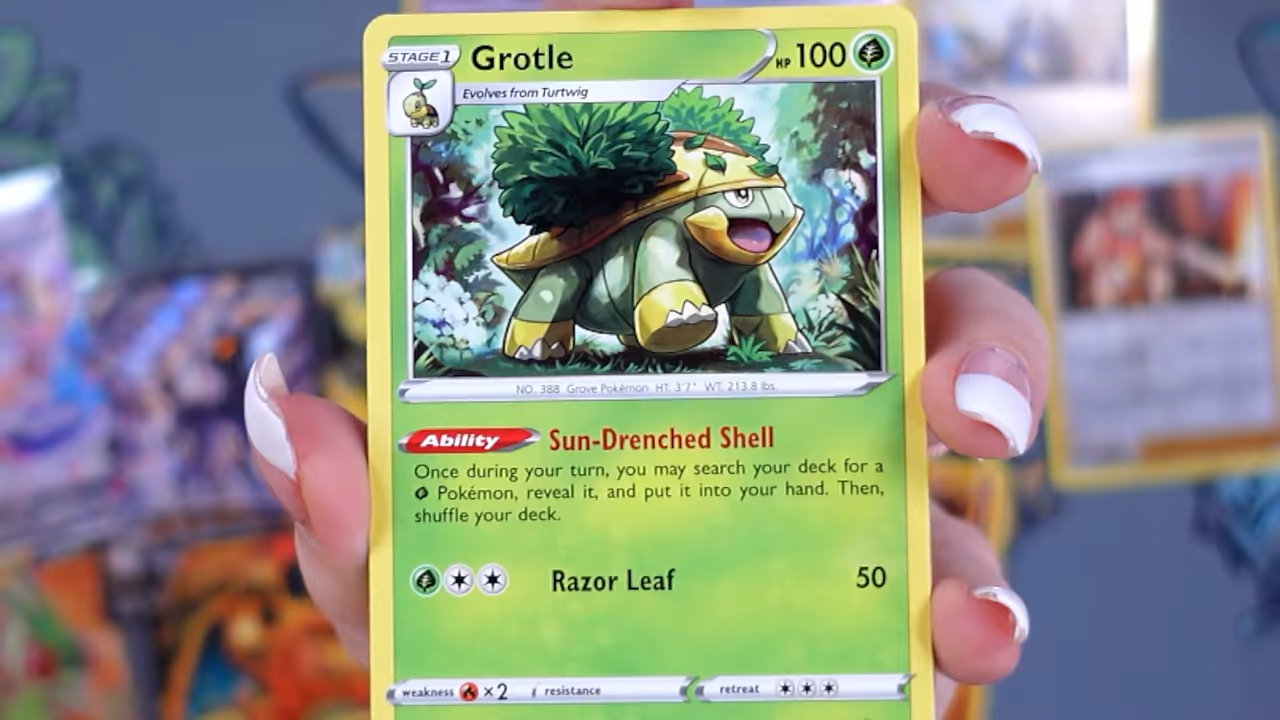 STAGE 1 Grotle HP 100
Evolves from Turtwig
NO. 388 Grove Pokémon HT: 3'7" WT: 213.8 lbs.
Ability Sun-Drenched Shell
Once during your turn, you may search your deck for a
Pokémon, reveal it, and put it into your hand. Then,
shuffle your deck.
Razor Leaf 50
weakness ×2 resistance retreat